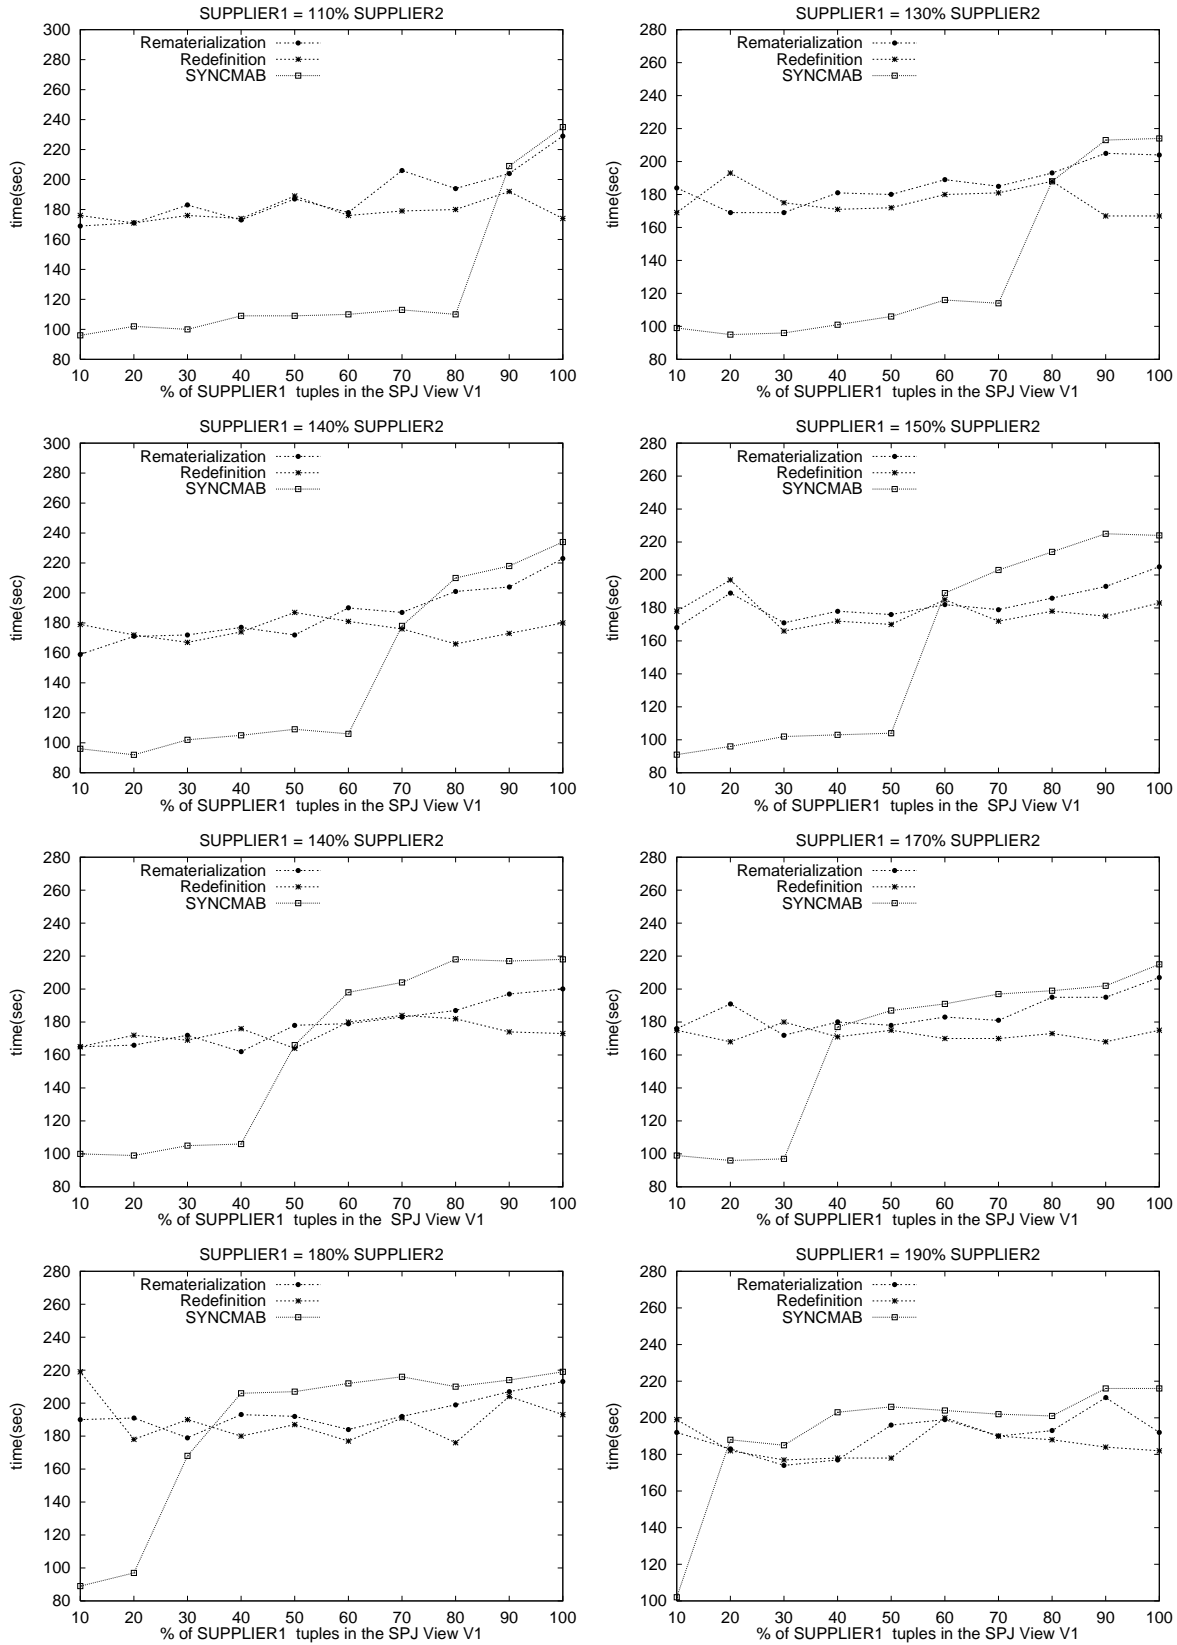 SUPPLIER1 = 110% SUPPLIER2
300
280
260
240
220
200
180
160
140
120
100
80
time(sec)
Rematerialization
Redefinition
SYNCMAB
10 20 30 40 50 60 70 80 90 100
% of SUPPLIER1 tuples in the SPJ View V1
SUPPLIER1 = 130% SUPPLIER2
280
260
240
220
200
180
160
140
120
100
80
time(sec)
Rematerialization
Redefinition
SYNCMAB
10 20 30 40 50 60 70 80 90 100
% of SUPPLIER1 tuples in the SPJ View V1
SUPPLIER1 = 140% SUPPLIER2
300
280
260
240
220
200
180
160
140
120
100
80
time(sec)
Rematerialization
Redefinition
SYNCMAB
10 20 30 40 50 60 70 80 90 100
% of SUPPLIER1 tuples in the SPJ View V1
SUPPLIER1 = 150% SUPPLIER2
280
260
240
220
200
180
160
140
120
100
80
time(sec)
Rematerialization
Redefinition
SYNCMAB
10 20 30 40 50 60 70 80 90 100
% of SUPPLIER1 tuples in the SPJ View V1
SUPPLIER1 = 140% SUPPLIER2
280
260
240
220
200
180
160
140
120
100
80
time(sec)
Rematerialization
Redefinition
SYNCMAB
10 20 30 40 50 60 70 80 90 100
% of SUPPLIER1 tuples in the SPJ View V1
SUPPLIER1 = 170% SUPPLIER2
280
260
240
220
200
180
160
140
120
100
80
time(sec)
Rematerialization
Redefinition
SYNCMAB
10 20 30 40 50 60 70 80 90 100
% of SUPPLIER1 tuples in the SPJ View V1
SUPPLIER1 = 180% SUPPLIER2
280
260
240
220
200
180
160
140
120
100
80
time(sec)
Rematerialization
Redefinition
SYNCMAB
10 20 30 40 50 60 70 80 90 100
% of SUPPLIER1 tuples in the SPJ View V1
SUPPLIER1 = 190% SUPPLIER2
280
260
240
220
200
180
160
140
120
100
time(sec)
Rematerialization
Redefinition
SYNCMAB
10 20 30 40 50 60 70 80 90 100
% of SUPPLIER1 tuples in the SPJ View V1